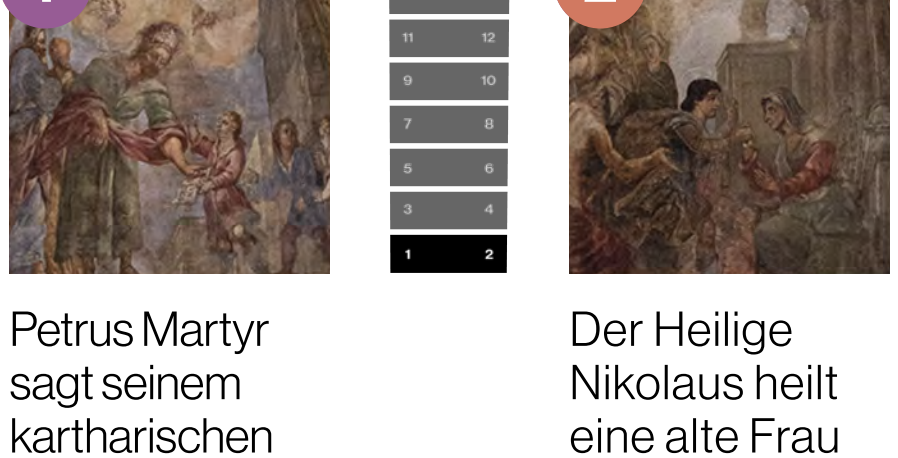 11 12
9 10
7 8
5 6
3 4
1 2
Petrus Martyr
sagt seinem
kartharischen
Der Heilige
Nikolaus heilt
eine alte Frau